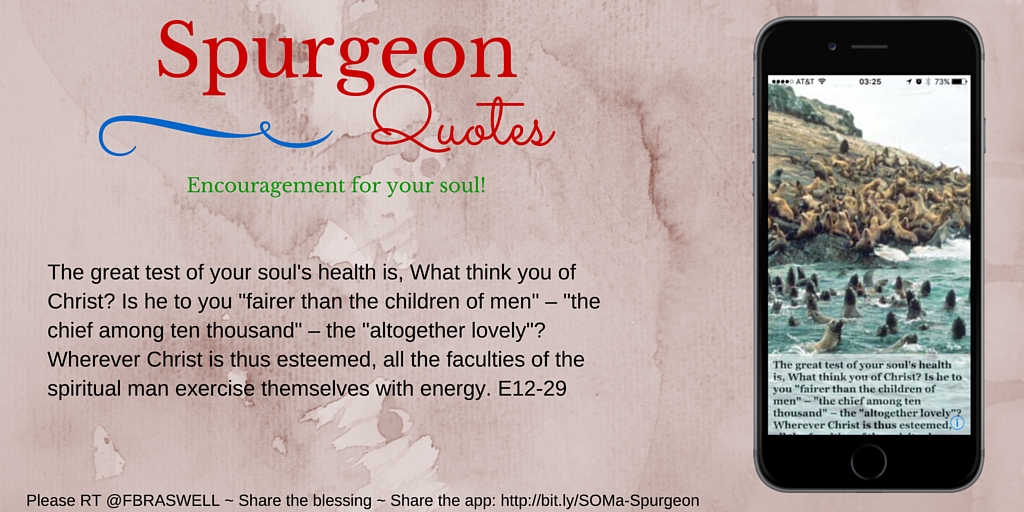 Spurgeon
Quotes
Encouragement for your soul!
The great test of your soul's health is, What think you of
Christ? Is he to you "fairer than the children of men" – "the
chief among ten thousand" – the "altogether lovely"?
Wherever Christ is thus esteemed, all the faculties of the
spiritual man exercise themselves with energy. E12-29
Please RT @FBRASWELL ~ Share the blessing ~ Share the app: http://bit.ly/SOMa-Spurgeon
AT&T 03:25 73%
The great test of your soul's health
is, What think you of Christ? Is he to
you "fairer than the children of
men" – "the chief among ten
thousand" – the "altogether lovely"?
Wherever Christ is thus esteemed,